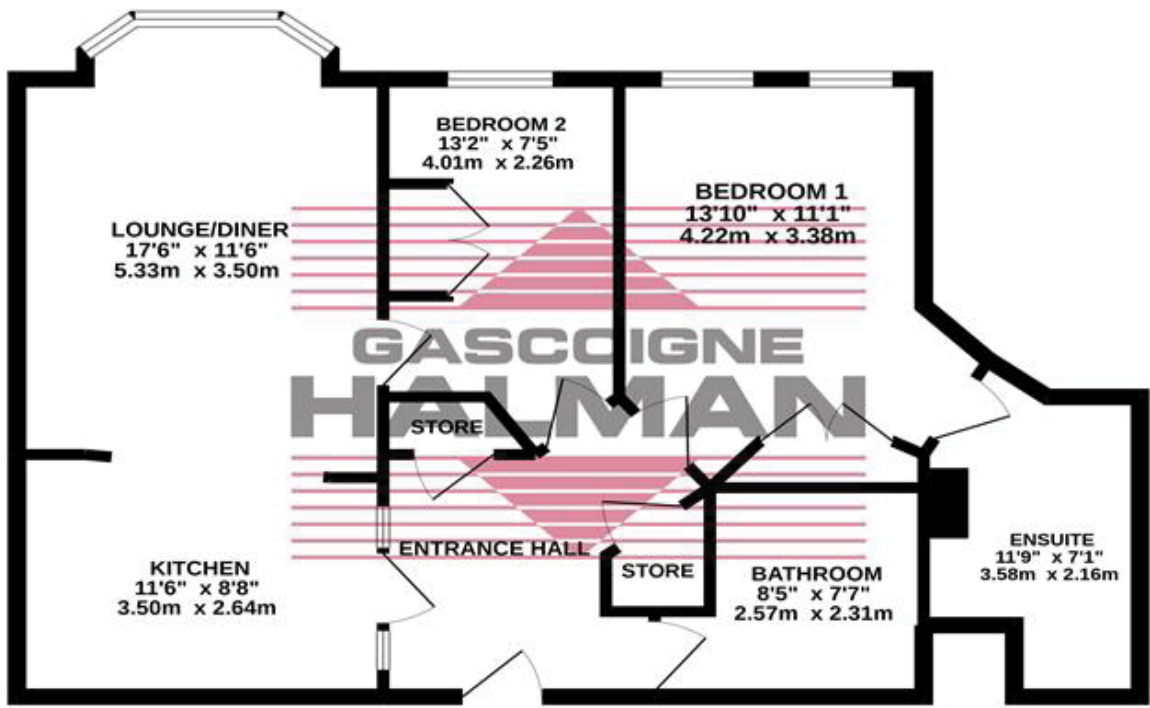 BEDROOM 2
13'2" x 7'5"
4.01m x 2.26m
BEDROOM 1
13'10" x 11'1"
4.22m x 3.38m
LOUNGE/DINER
17'6" x 11'6"
5.33m x 3.50m
GASCOIGNE
HALMAN
STORE
ENTRANCE HALL
KITCHEN
11'6" x 8'8"
3.50m x 2.64m
STORE
BATHROOM
8'5" x 7'7"
2.57m x 2.31m
ENSUITE
11'9" x 7'1"
3.58m x 2.16m